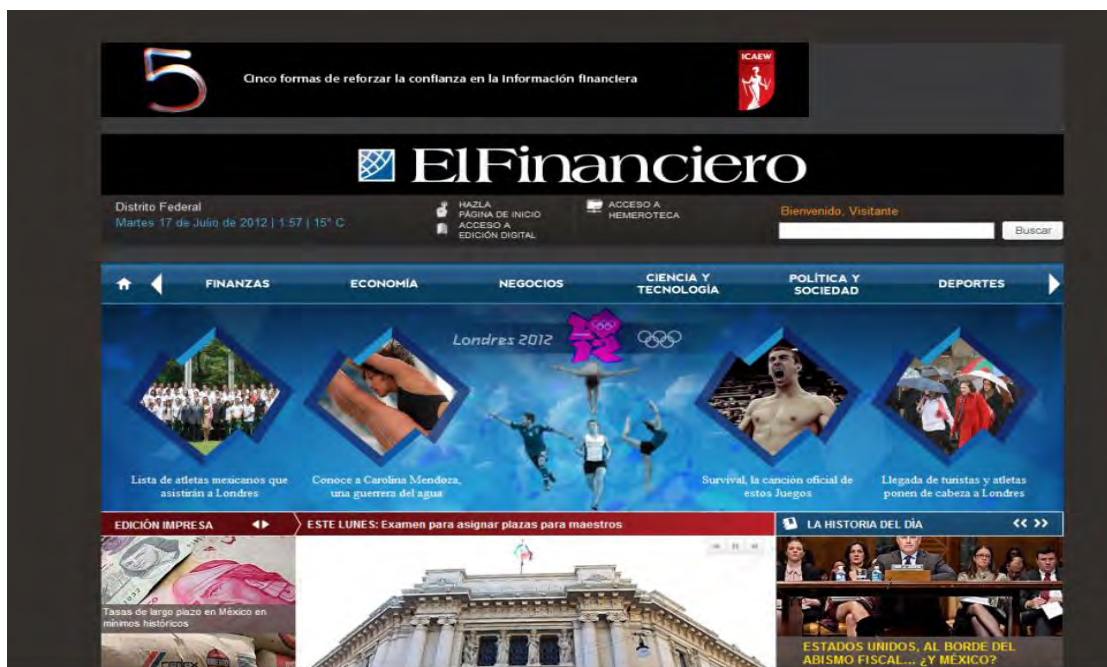 5
Cinco formas de reforzar la confianza en la información financiera
ICAEW
El Financiero
Distrito Federal
Martes 17 de Julio de 2012 | 1:57 | 15° C
HAZLA
PÁGINA DE INICIO
ACCESO A
EDICIÓN DIGITAL
ACCESO A
HEMEROTECA
Bienvenido, Visitante
Buscar
FINANZAS
ECONOMÍA
NEGOCIOS
CIENCIA Y
TECNOLOGÍA
POLÍTICA Y
SOCIEDAD
DEPORTES
Londres 2012
Lista de atletas mexicanos que
asistirán a Londres
Conoce a Carolina Mendoza,
una guerrera del agua
Survival, la canción oficial de
estos Juegos
Llegada de turistas y atletas
ponen de cabeza a Londres
EDICIÓN IMPRESA
ESTE LUNES: Examen para asignar plazas para maestros
LA HISTORIA DEL DÌA
Tasas de largo plazo en México en
mínimos históricos
CEMEX
ESTADOS UNIDOS, AL BORDE DEL
ABISMO FISCAL... ¿Y MÉXICO?